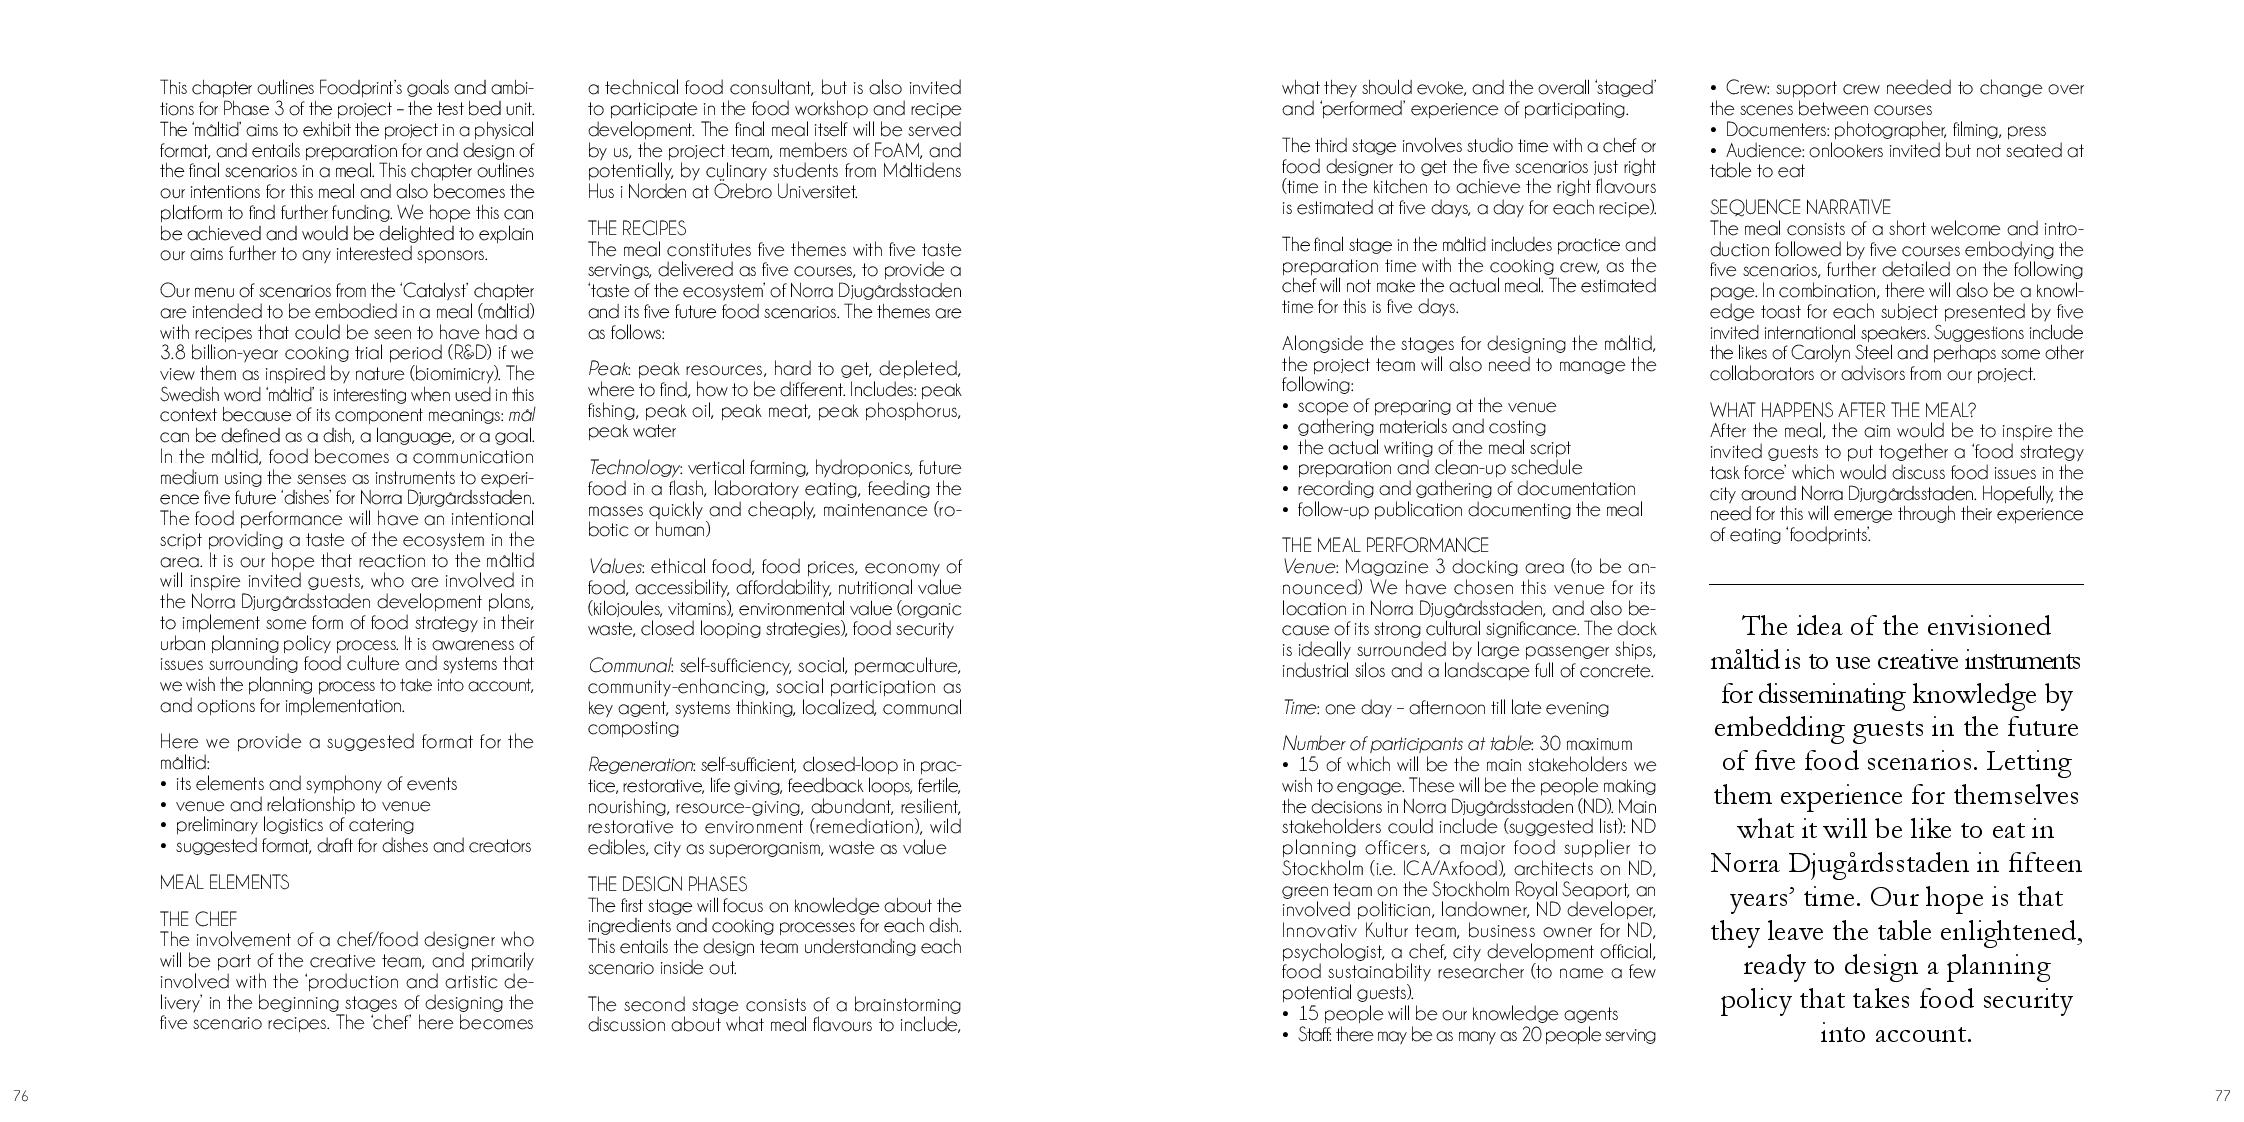 This chapter outlines Foodprint's goals and ambi-
tions for Phase 3 of the project – the test bed unit.
The 'måltid' aims to exhibit the project in a physical
format, and entails preparation for and design of
the final scenarios in a meal. This chapter outlines
our intentions for this meal and also becomes the
platform to find further funding. We hope this can
be achieved and would be delighted to explain
our aims further to any interested sponsors.
Our menu of scenarios from the 'Catalyst' chapter
are intended to be embodied in a meal (måltid)
with recipes that could be seen to have had a
3.8 billion-year cooking trial period (R&D) if we
view them as inspired by nature (biomimicry). The
Swedish word 'måltid' is interesting when used in this
context because of its component meanings: mål
can be defined as a dish, a language, or a goal.
In the måltid, food becomes a communication
medium using the senses as instruments to experi-
ence five future 'dishes' for Norra Djurgårdsstaden.
The food performance will have an intentional
script providing a taste of the ecosystem in the
area. It is our hope that reaction to the måltid
will inspire invited guests, who are involved in
the Norra Djurgårdsstaden development plans,
to implement some form of food strategy in their
urban planning policy process. It is awareness of
issues surrounding food culture and systems that
we wish the planning process to take into account,
and options for implementation.
Here we provide a suggested format for the
måltid:
• its elements and symphony of events
• venue and relationship to venue
• preliminary logistics of catering
• suggested format, draft for dishes and creators
MEAL ELEMENTS
THE CHEF
The involvement of a chef/food designer who
will be part of the creative team, and primarily
involved with the 'production and artistic de-
livery' in the beginning stages of designing the
five scenario recipes. The 'chef' here becomes
a technical food consultant, but is also invited
to participate in the food workshop and recipe
development. The final meal itself will be served
by us, the project team, members of FoAM, and
potentially, by culinary students from Måltidens
Hus i Norden at Örebro Universitet.
THE RECIPES
The meal constitutes five themes with five taste
servings, delivered as five courses, to provide a
'taste of the ecosystem' of Norra Djugårdsstaden
and its five future food scenarios. The themes are
as follows:
Peak: peak resources, hard to get, depleted,
where to find, how to be different. Includes: peak
fishing, peak oil, peak meat, peak phosphorus,
peak water
Technology: vertical farming, hydroponics, future
food in a flash, laboratory eating, feeding the
masses quickly and cheaply, maintenance (ro-
botic or human)
Values: ethical food, food prices, economy of
food, accessibility, affordability, nutritional value
(kilojoules, vitamins), environmental value (organic
waste, closed looping strategies), food security
Communal: self-sufficiency, social, permaculture,
community-enhancing, social participation as
key agent, systems thinking, localized, communal
composting
Regeneration: self-sufficient, closed-loop in prac-
tice, restorative, life giving, feedback loops, fertile,
nourishing, resource-giving, abundant, resilient,
restorative to environment (remediation), wild
edibles, city as superorganism, waste as value
THE DESIGN PHASES
The first stage will focus on knowledge about the
ingredients and cooking processes for each dish.
This entails the design team understanding each
scenario inside out.
The second stage consists of a brainstorming
discussion about what meal flavours to include,
76
what they should evoke, and the overall 'staged'
and 'performed' experience of participating.
The third stage involves studio time with a chef or
food designer to get the five scenarios just right
(time in the kitchen to achieve the right flavours
is estimated at five days, a day for each recipe).
The final stage in the måltid includes practice and
preparation time with the cooking crew, as the
chef will not make the actual meal. The estimated
time for this is five days.
Alongside the stages for designing the måltid,
the project team will also need to manage the
following:
• scope of preparing at the venue
• gathering materials and costing
• the actual writing of the meal script
• preparation and clean-up schedule
• recording and gathering of documentation
• follow-up publication documenting the meal
THE MEAL PERFORMANCE
Venue: Magazine 3 docking area (to be an-
nounced) We have chosen this venue for its
location in Norra Djugårdsstaden, and also be-
cause of its strong cultural significance. The dock
is ideally surrounded by large passenger ships,
industrial silos and a landscape full of concrete.
Time: one day – afternoon till late evening
Number of participants at table: 30 maximum
• 15 of which will be the main stakeholders we
wish to engage. These will be the people making
the decisions in Norra Djugårdsstaden (ND). Main
stakeholders could include (suggested list): ND
planning officers, a major food supplier to
Stockholm (i.e. ICA/Axfood), architects on ND,
green team on the Stockholm Royal Seaport, an
involved politician, landowner, ND developer,
Innovativ Kultur team, business owner for ND,
psychologist, a chef, city development official,
food sustainability researcher (to name a few
potential guests).
• 15 people will be our knowledge agents
• Staff: there may be as many as 20 people serving
• Crew: support crew needed to change over
the scenes between courses
• Documenters: photographer, filming, press
• Audience: onlookers invited but not seated at
table to eat
SEQUENCE NARRATIVE
The meal consists of a short welcome and intro-
duction followed by five courses embodying the
five scenarios, further detailed on the following
page. In combination, there will also be a knowl-
edge toast for each subject presented by five
invited international speakers. Suggestions include
the likes of Carolyn Steel and perhaps some other
collaborators or advisors from our project.
WHAT HAPPENS AFTER THE MEAL?
After the meal, the aim would be to inspire the
invited guests to put together a 'food strategy
task force' which would discuss food issues in the
city around Norra Djurgårdsstaden. Hopefully, the
need for this will emerge through their experience
of eating 'foodprints'.
The idea of the envisioned
måltid is to use creative instruments
for disseminating knowledge by
embedding guests in the future
of five food scenarios. Letting
them experience for themselves
what it will be like to eat in
Norra Djugårdsstaden in fifteen
years' time. Our hope is that
they leave the table enlightened,
ready to design a planning
policy that takes food security
into account.
77